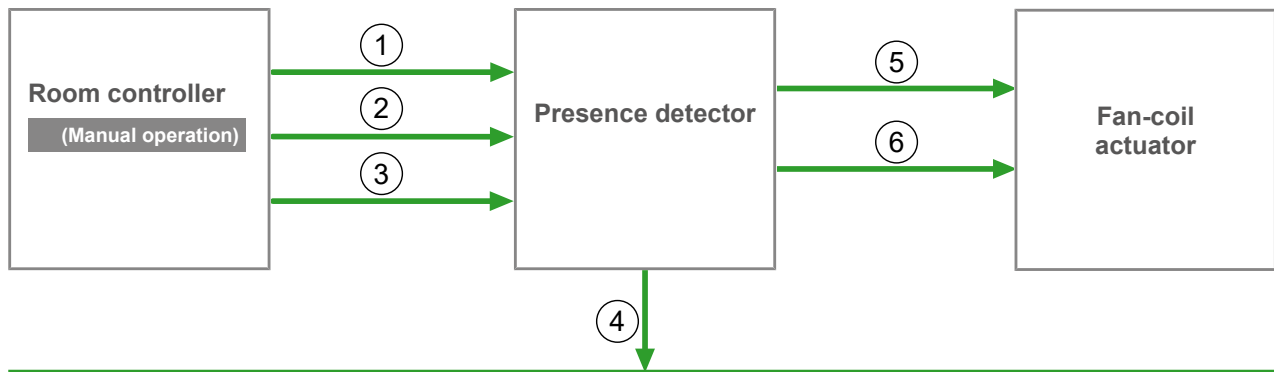 1
5
Room controller
Presence detector
2
Fan-coil
(Manual operation)
6
actuator
3
4